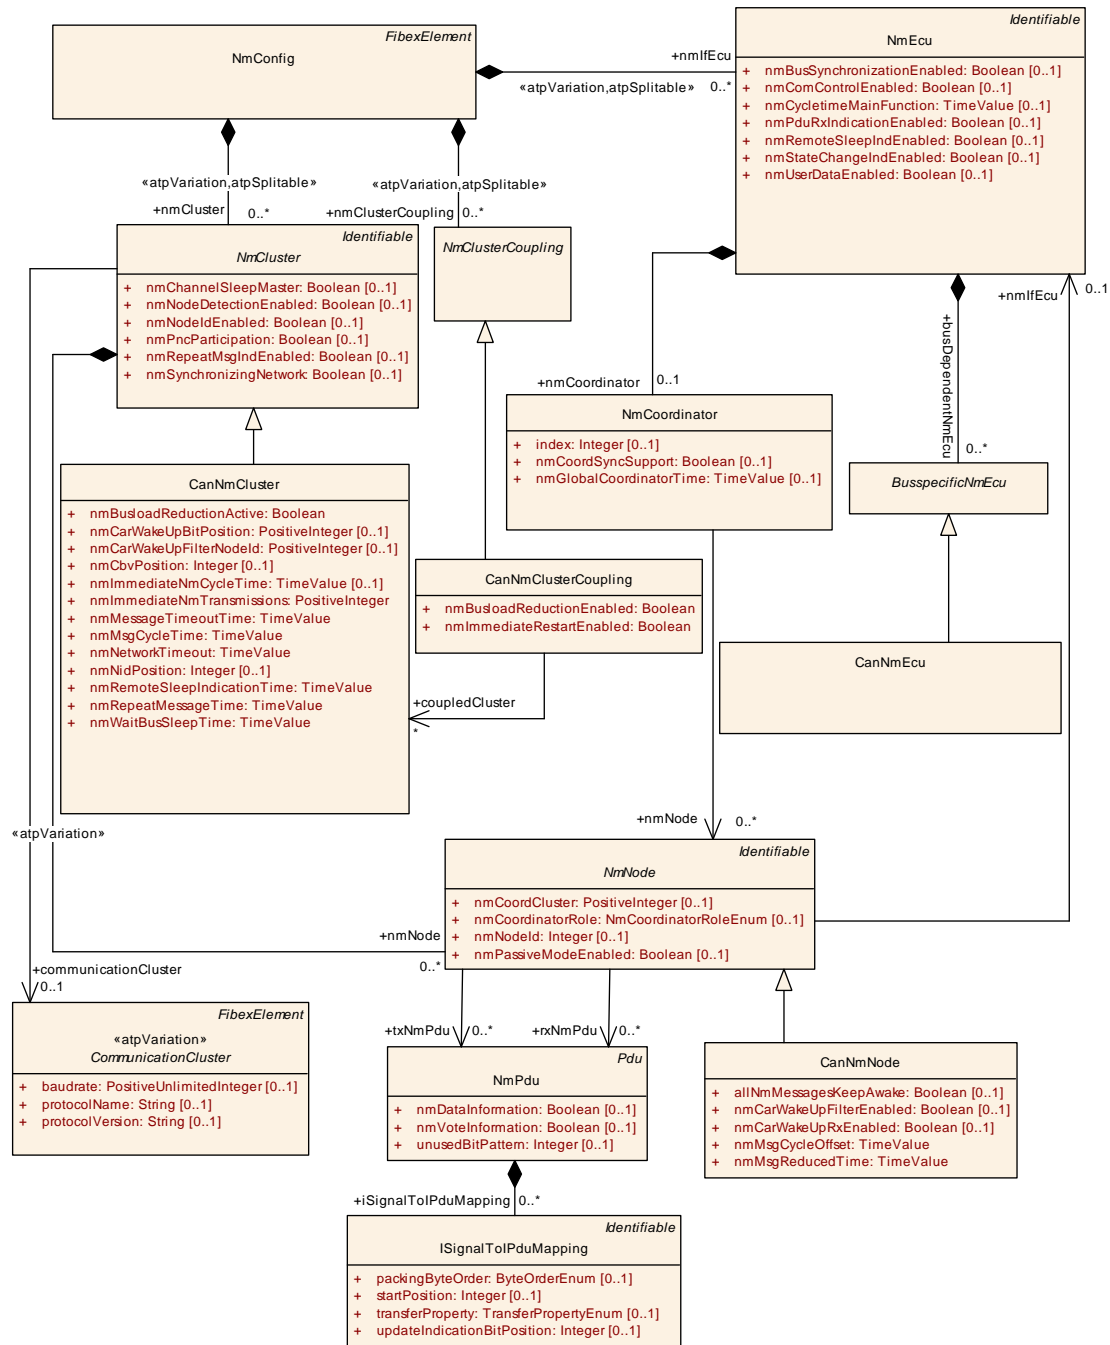 FibexElement
NmConfig
Identifiable
NmEcu
+ nmBusSynchronizationEnabled: Boolean [0..1]
+ nmComControlEnabled: Boolean [0..1]
+ nmCycletimeMainFunction: TimeValue [0..1]
+ nmPduRxIndicationEnabled: Boolean [0..1]
+ nmRemoteSleepIndEnabled: Boolean [0..1]
+ nmStateChangeIndEnabled: Boolean [0..1]
+ nmUserDataEnabled: Boolean [0..1]
+nmIfEcu
«atpVariation,atpSplitable»
0..*
«atpVariation,atpSplitable»
+nmCluster
0..*
«atpVariation,atpSplitable»
+nmClusterCoupling
0..*
Identifiable
NmCluster
+ nmChannelSleepMaster: Boolean [0..1]
+ nmNodeDetectionEnabled: Boolean [0..1]
+ nmNodeIdEnabled: Boolean [0..1]
+ nmPncParticipation: Boolean [0..1]
+ nmRepeatMsgIndEnabled: Boolean [0..1]
+ nmSynchronizingNetwork: Boolean [0..1]
NmClusterCoupling
+nmIfEcu
0..1
+busDependentNmEcu
0..*
+nmCoordinator
0..1
NmCoordinator
+ index: Integer [0..1]
+ nmCoordSyncSupport: Boolean [0..1]
+ nmGlobalCoordinatorTime: TimeValue [0..1]
BusspecificNmEcu
CanNmCluster
+ nmBusloadReductionActive: Boolean
+ nmCarWakeUpBitPosition: PositiveInteger [0..1]
+ nmCarWakeUpFilterNodeId: PositiveInteger [0..1]
+ nmCbvPosition: Integer [0..1]
+ nmImmediateNmCycleTime: TimeValue [0..1]
+ nmImmediateNmTransmissions: PositiveInteger
+ nmMessageTimeoutTime: TimeValue
+ nmMsgCycleTime: TimeValue
+ nmNetworkTimeout: TimeValue
+ nmNidPosition: Integer [0..1]
+ nmRemoteSleepIndicationTime: TimeValue
+ nmRepeatMessageTime: TimeValue
+ nmWaitBusSleepTime: TimeValue
CanNmClusterCoupling
+ nmBusloadReductionEnabled: Boolean
+ nmImmediateRestartEnabled: Boolean
CanNmEcu
+coupledCluster
*
«atpVariation»
+nmNode
0..*
Identifiable
NmNode
+ nmCoordCluster: PositiveInteger [0..1]
+ nmCoordinatorRole: NmCoordinatorRoleEnum [0..1]
+ nmNodeId: Integer [0..1]
+ nmPassiveModeEnabled: Boolean [0..1]
+nmNode
0..*
+communicationCluster
0..1
FibexElement
«atpVariation»
CommunicationCluster
+ baudrate: PositiveUnlimitedInteger [0..1]
+ protocolName: String [0..1]
+ protocolVersion: String [0..1]
+txNmPdu
0..*
+rxNmPdu
0..*
Pdu
NmPdu
+ nmDataInformation: Boolean [0..1]
+ nmVoteInformation: Boolean [0..1]
+ unusedBitPattern: Integer [0..1]
CanNmNode
+ allNmMessagesKeepAwake: Boolean [0..1]
+ nmCarWakeUpFilterEnabled: Boolean [0..1]
+ nmCarWakeUpRxEnabled: Boolean [0..1]
+ nmMsgCycleOffset: TimeValue
+ nmMsgReducedTime: TimeValue
+iSignalToIPduMapping
0..*
Identifiable
ISignalToIPduMapping
+ packingByteOrder: ByteOrderEnum [0..1]
+ startPosition: Integer [0..1]
+ transferProperty: TransferPropertyEnum [0..1]
+ updateIndicationBitPosition: Integer [0..1]